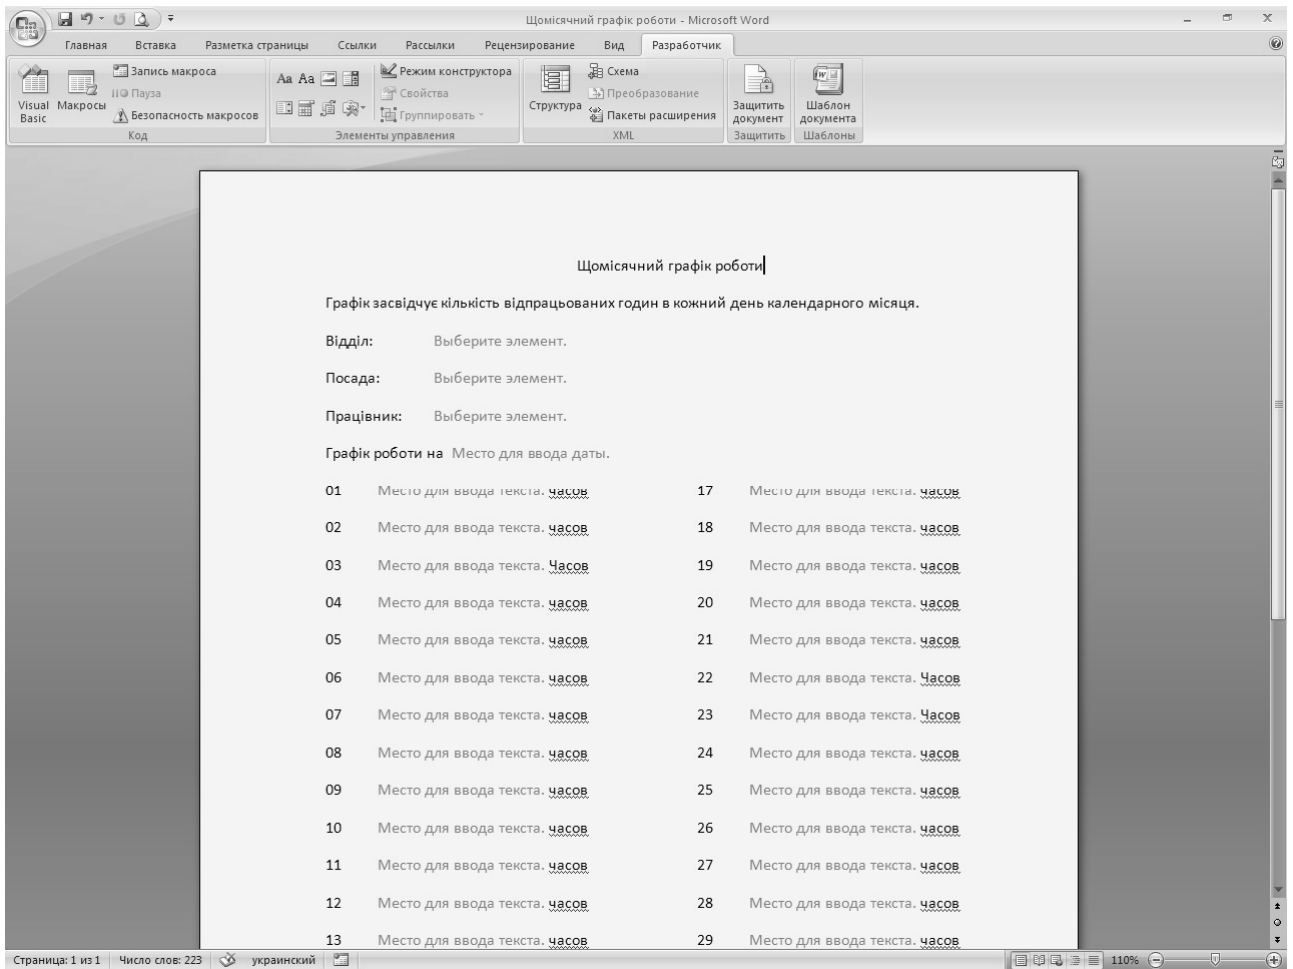 Щомісячний графік роботи - Microsoft Word
Главная Вставка Разметка страницы Ссылки Рассылки Рецензирование Вид Разработчик
Visual Basic
Макросы
Запись макроса
Пауза
Безопасность макросов
Код
Aa Aa
Режим конструктора
Свойства
Группировать
Элементы управления
Структура
Схема
Преобразование
Пакеты расширения
XML
Защитить документ
Защитить
Шаблон документа
Шаблоны
Щомісячний графік роботи
Графік засвідчує кількість відпрацьованих годин в кожний день календарного місяця.
Відділ: Выберите элемент.
Посада: Выберите элемент.
Працівник: Выберите элемент.
Графік роботи на Место для ввода даты.
01 Место для ввода текста. часов 17 Место для ввода текста. часов
02 Место для ввода текста. часов 18 Место для ввода текста. часов
03 Место для ввода текста. Часов 19 Место для ввода текста. часов
04 Место для ввода текста. часов 20 Место для ввода текста. часов
05 Место для ввода текста. часов 21 Место для ввода текста. часов
06 Место для ввода текста. часов 22 Место для ввода текста. Часов
07 Место для ввода текста. часов 23 Место для ввода текста. Часов
08 Место для ввода текста. часов 24 Место для ввода текста. часов
09 Место для ввода текста. часов 25 Место для ввода текста. часов
10 Место для ввода текста. часов 26 Место для ввода текста. часов
11 Место для ввода текста. часов 27 Место для ввода текста. часов
12 Место для ввода текста. часов 28 Место для ввода текста. часов
13 Место для ввода текста. часов 29 Место для ввода текста. часов
Страница: 1 из 1 Число слов: 223 украинский 110%